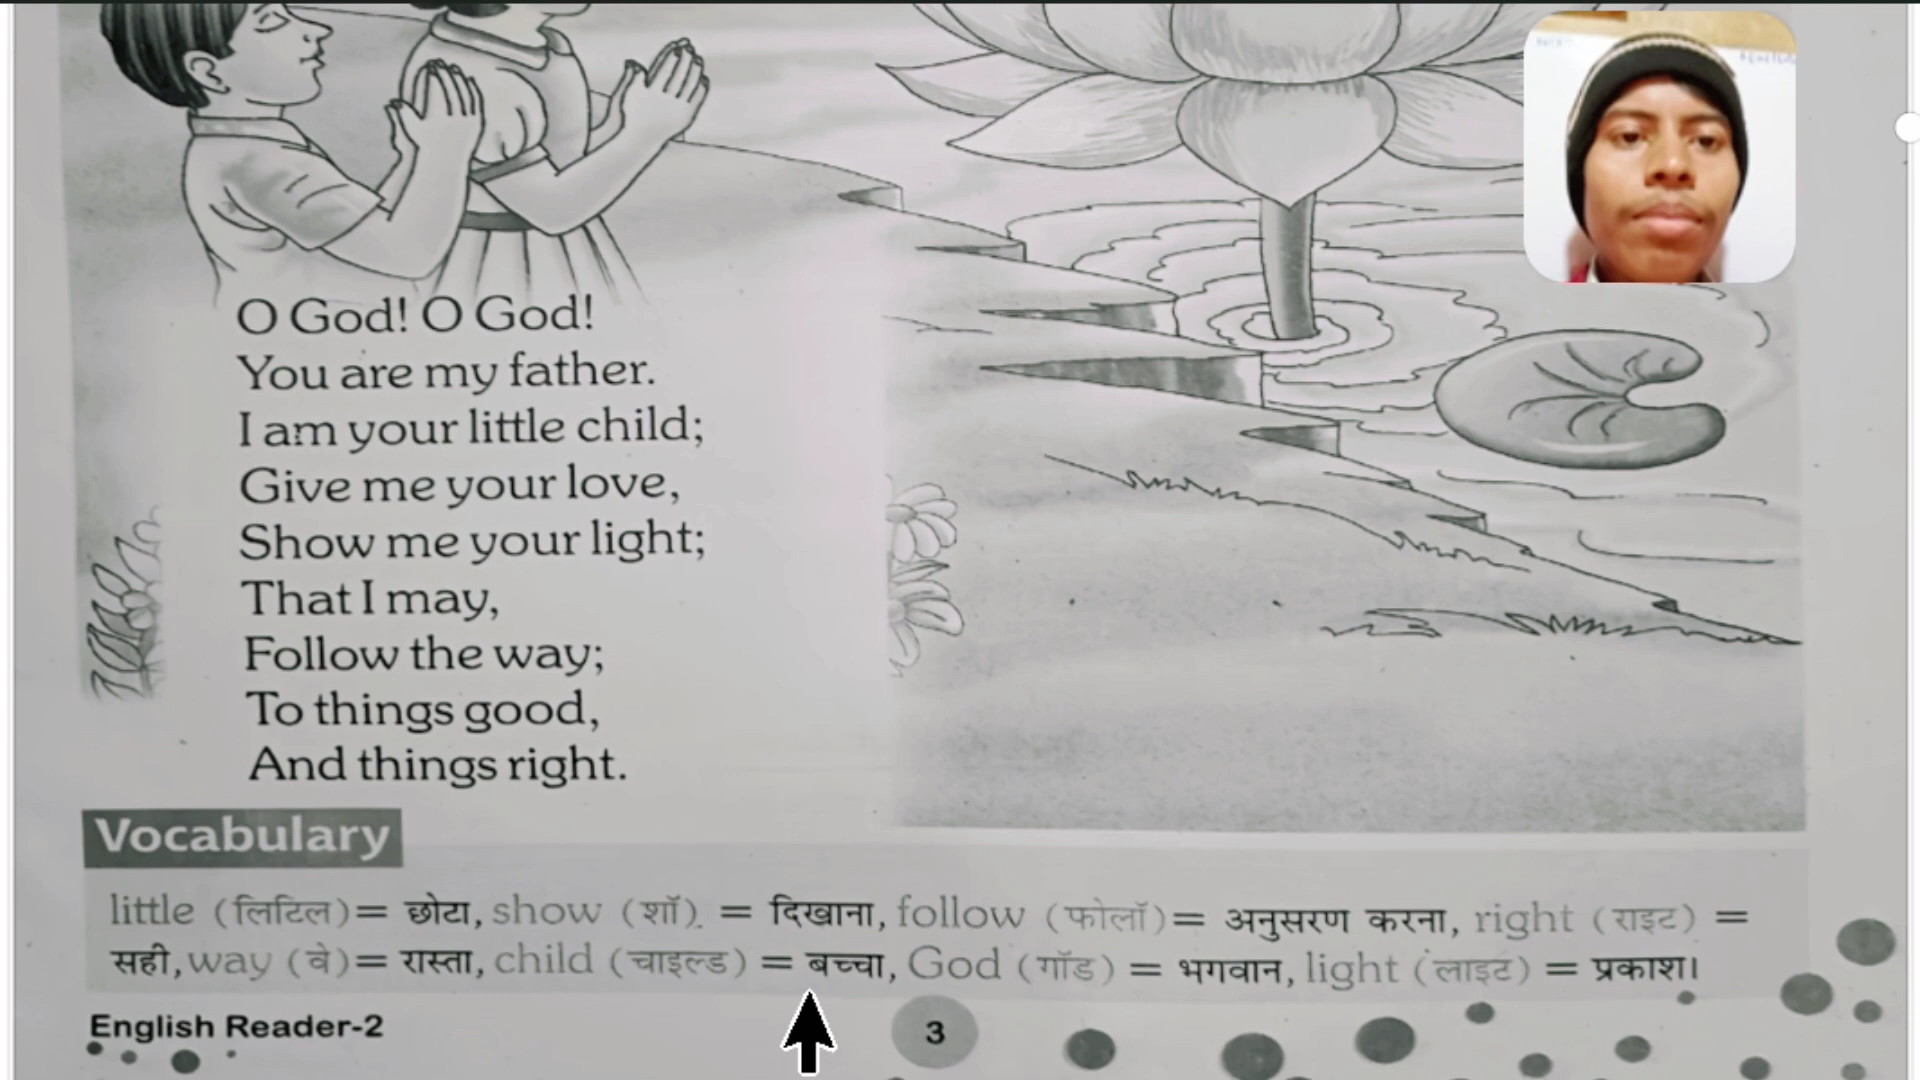 O God! O God!
You are my father.
I am your little child;
Give me your love,
Show me your light;
That I may,
Follow the way;
To things good,
And things right.
Vocabulary
little (लिटिल) = छोटा, show (शॉ) = दिखाना, follow (फोलॉ) = अनुसरण करना, right (राइट) =
सही, way (वे) = रास्ता, child (चाइल्ड) = बच्चा, God (गॉड) = भगवान, light (लाइट) = प्रकाश।
English Reader-2
3